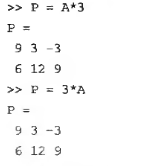 >> P = A*3
P =
9 3 -3
6 12 9
>> P = 3*A
P =
9 3 -3
6 12 9